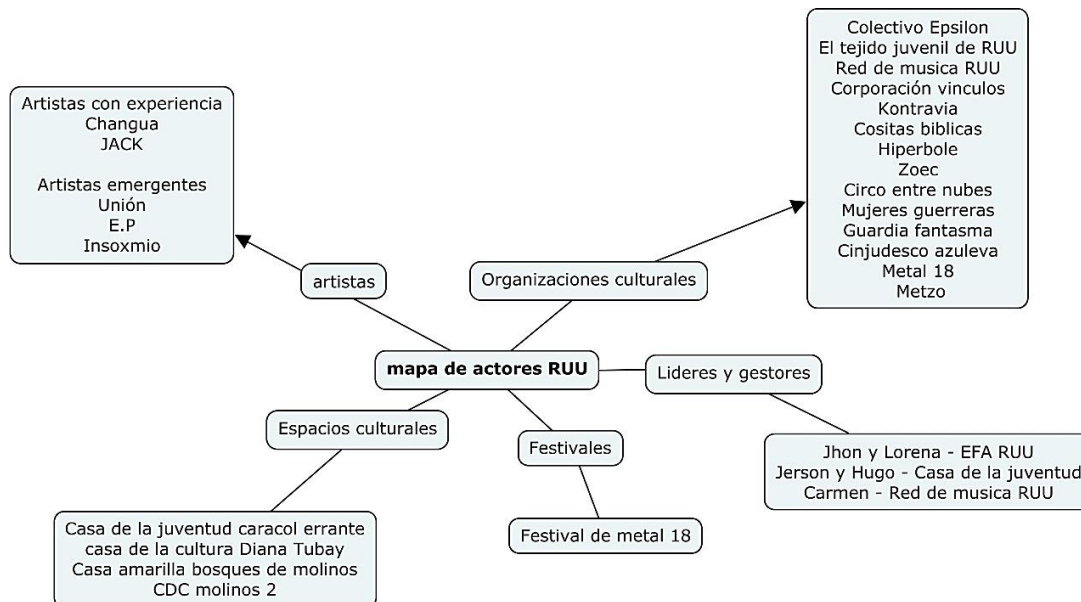 Colectivo Epsilon
El tejido juvenil de RUU
Red de musica RUU
Corporación vinculos
Kontravia
Cositas biblicas
Hiperbole
Zoec
Circo entre nubes
Mujeres guerreras
Guardia fantasma
Cinjudesco azuleva
Metal 18
Metzo
Artistas con experiencia
Changua
JACK
Artistas emergentes
Unión
E.P
Insoxmio
artistas
Organizaciones culturales
mapa de actores RUU
Lideres y gestores
Espacios culturales
Festivales
Jhon y Lorena - EFA RUU
Jerson y Hugo - Casa de la juventud
Carmen - Red de musica RUU
Casa de la juventud caracol errante
casa de la cultura Diana Tubay
Casa amarilla bosques de molinos
CDC molinos 2
Festival de metal 18